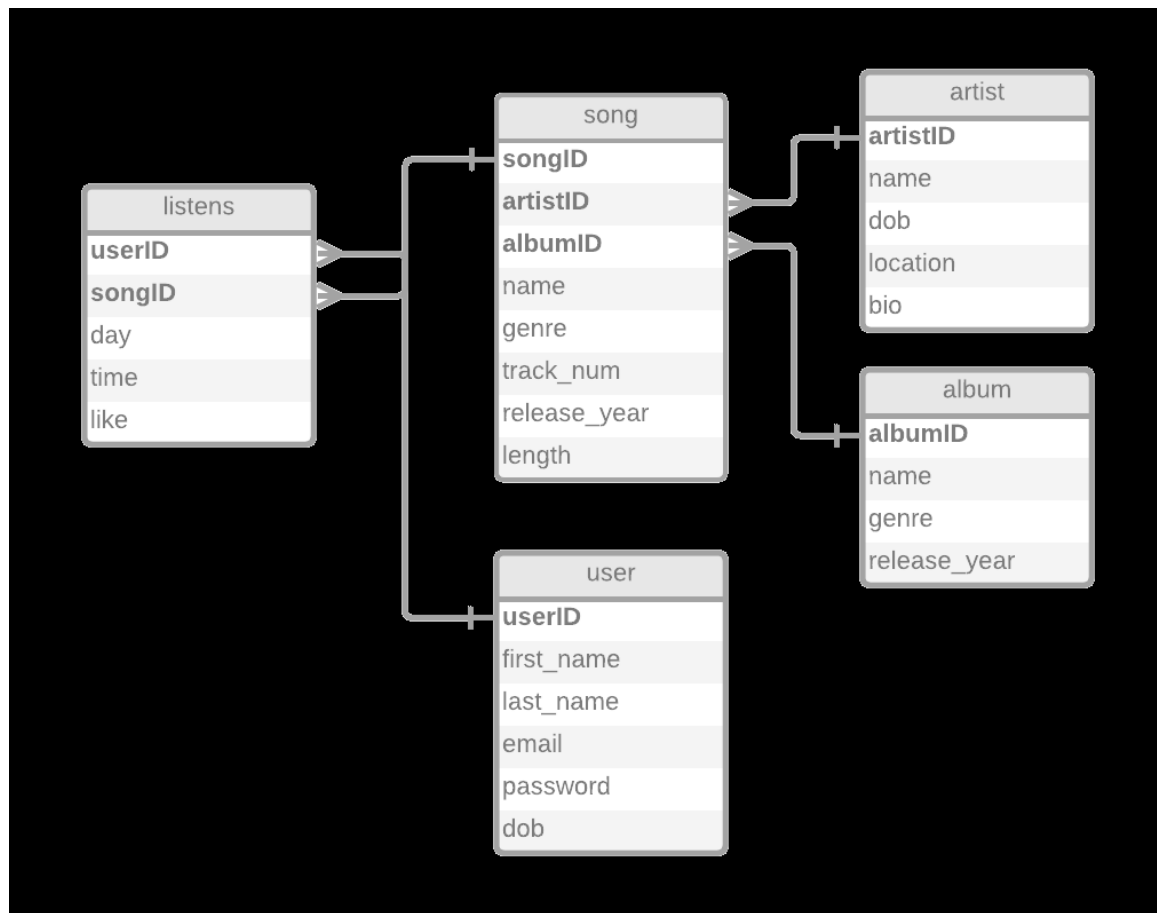 listens
userID
songID
day
time
like
song
songID
artistID
albumID
name
genre
track_num
release_year
length
user
userID
first_name
last_name
email
password
dob
artist
artistID
name
dob
location
bio
album
albumID
name
genre
release_year